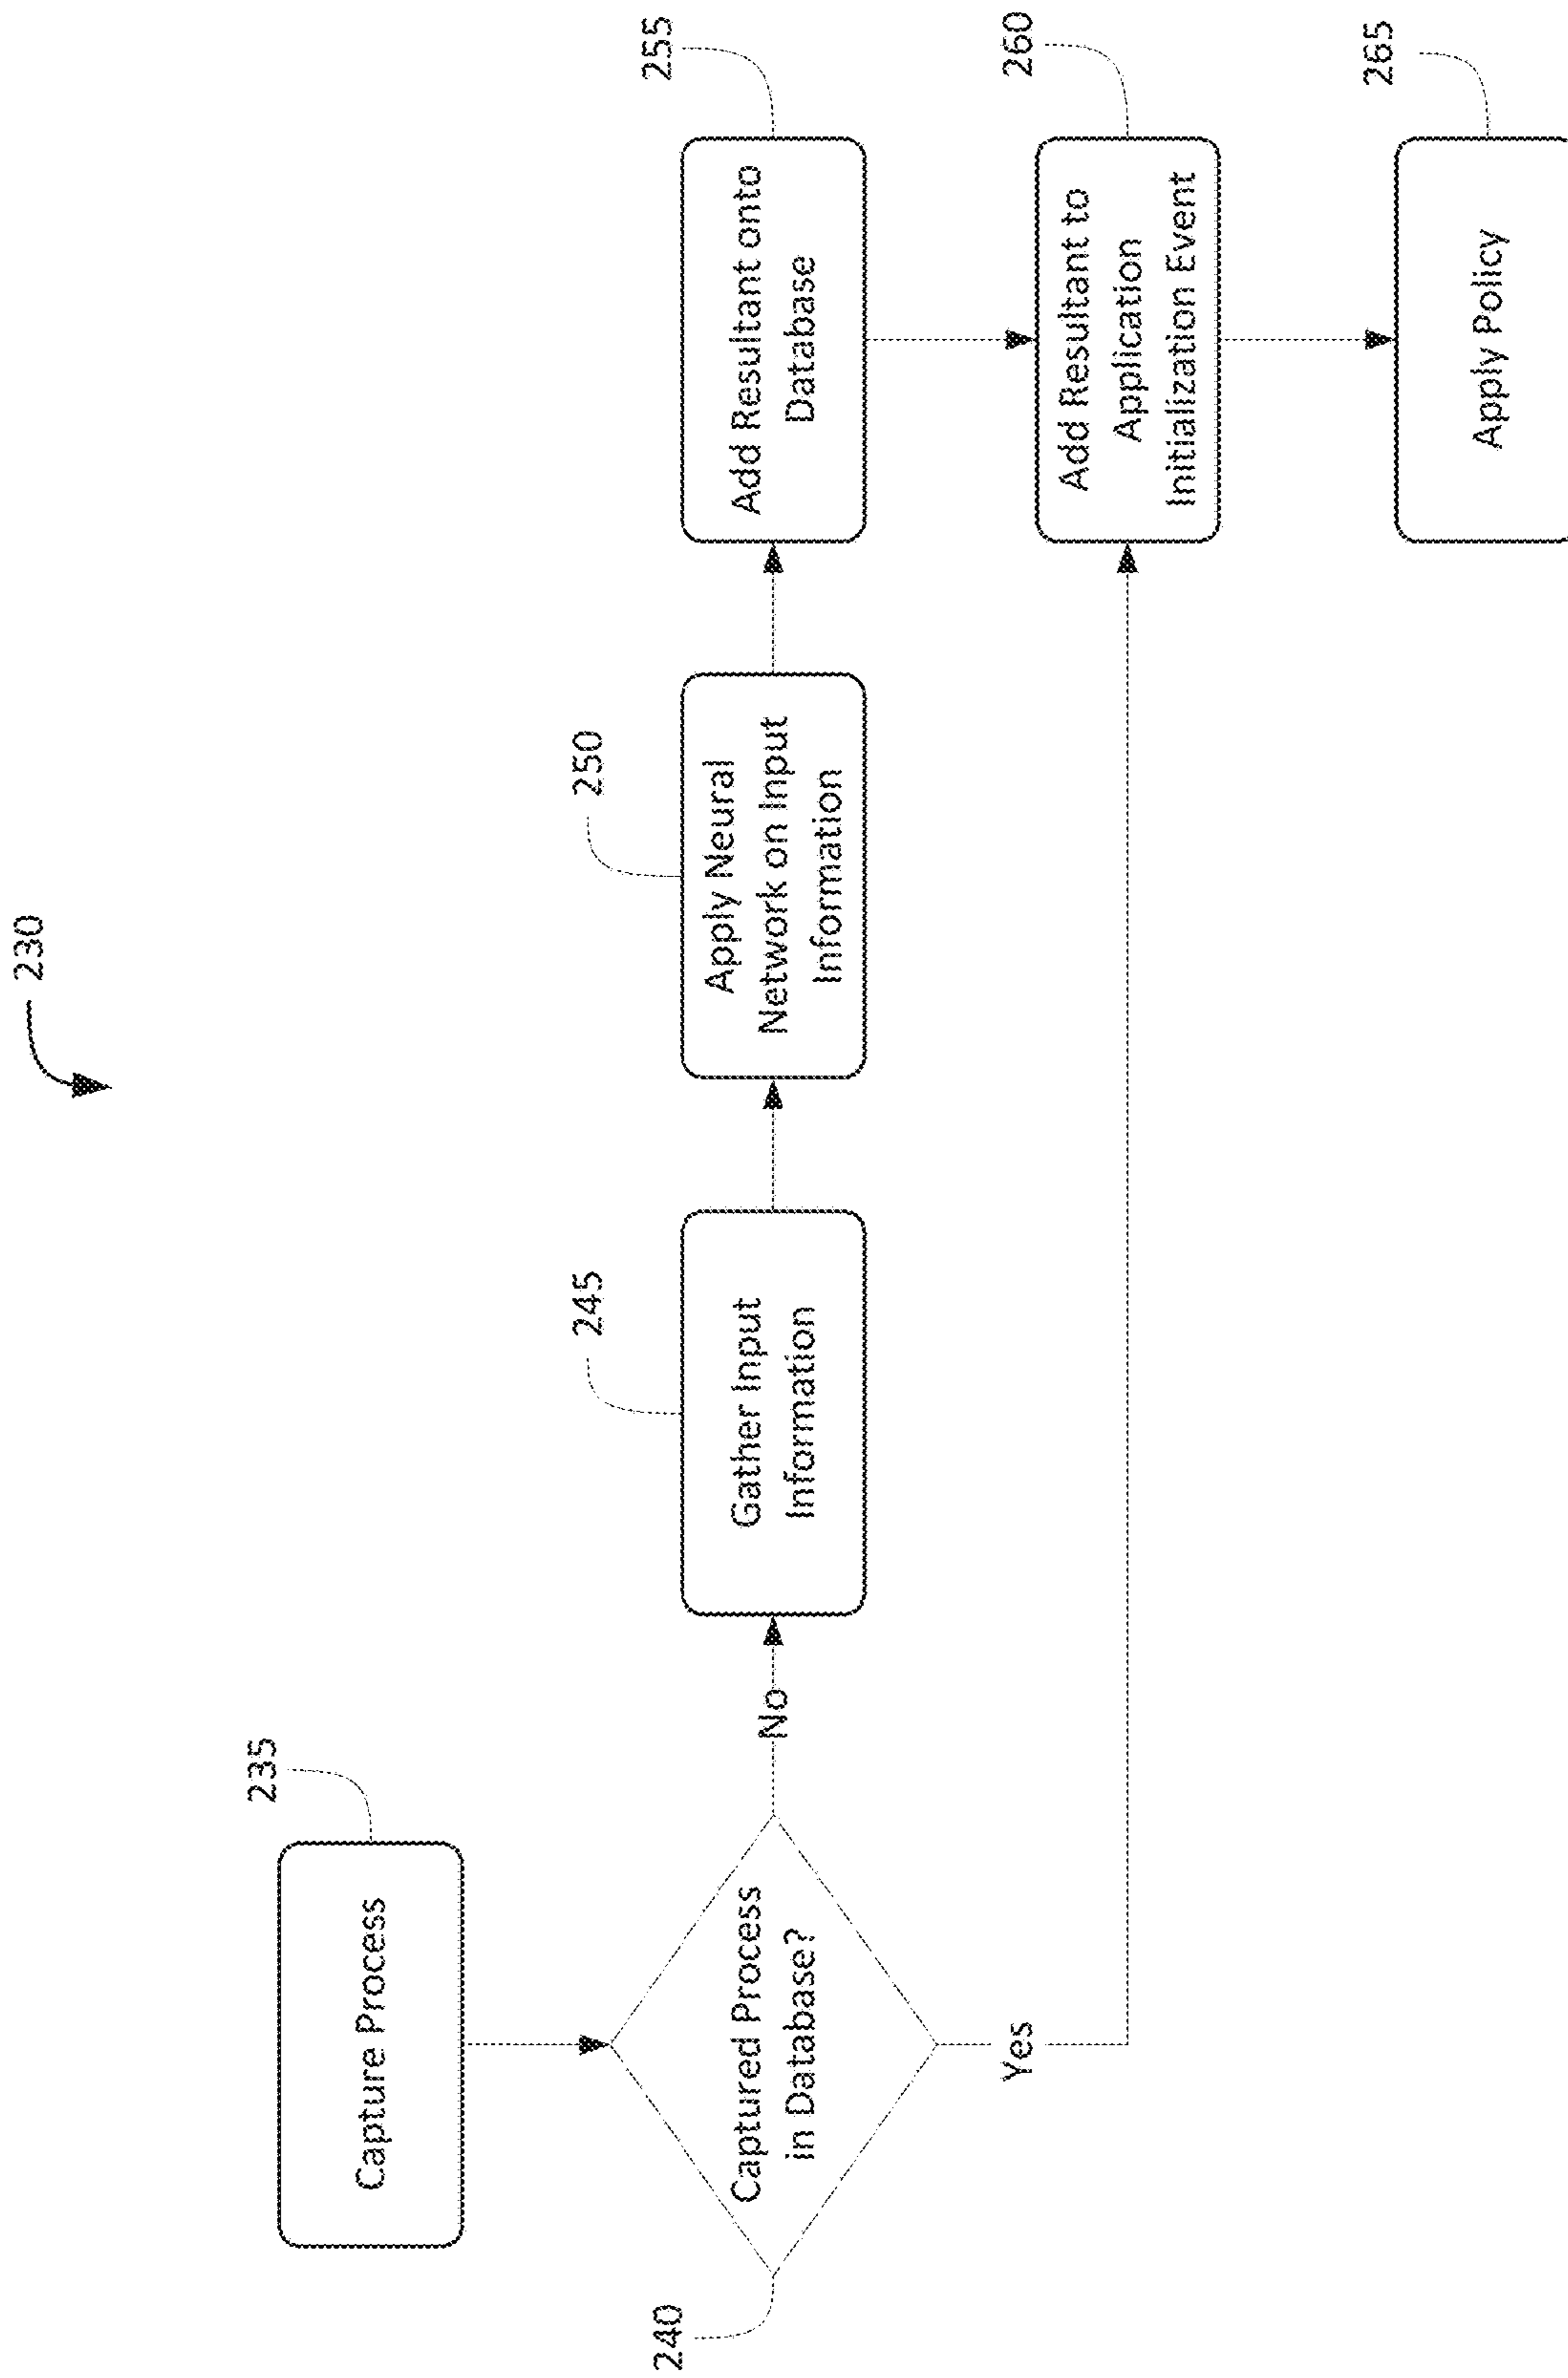 230
235
Capture Process
240
Captured Process
in Database?
No
Yes
245
Gather Input
Information
250
Apply Neural
Network on Input
Information
255
Add Resultant onto
Database
260
Add Resultant to
Application
Initialization Event
265
Apply Policy